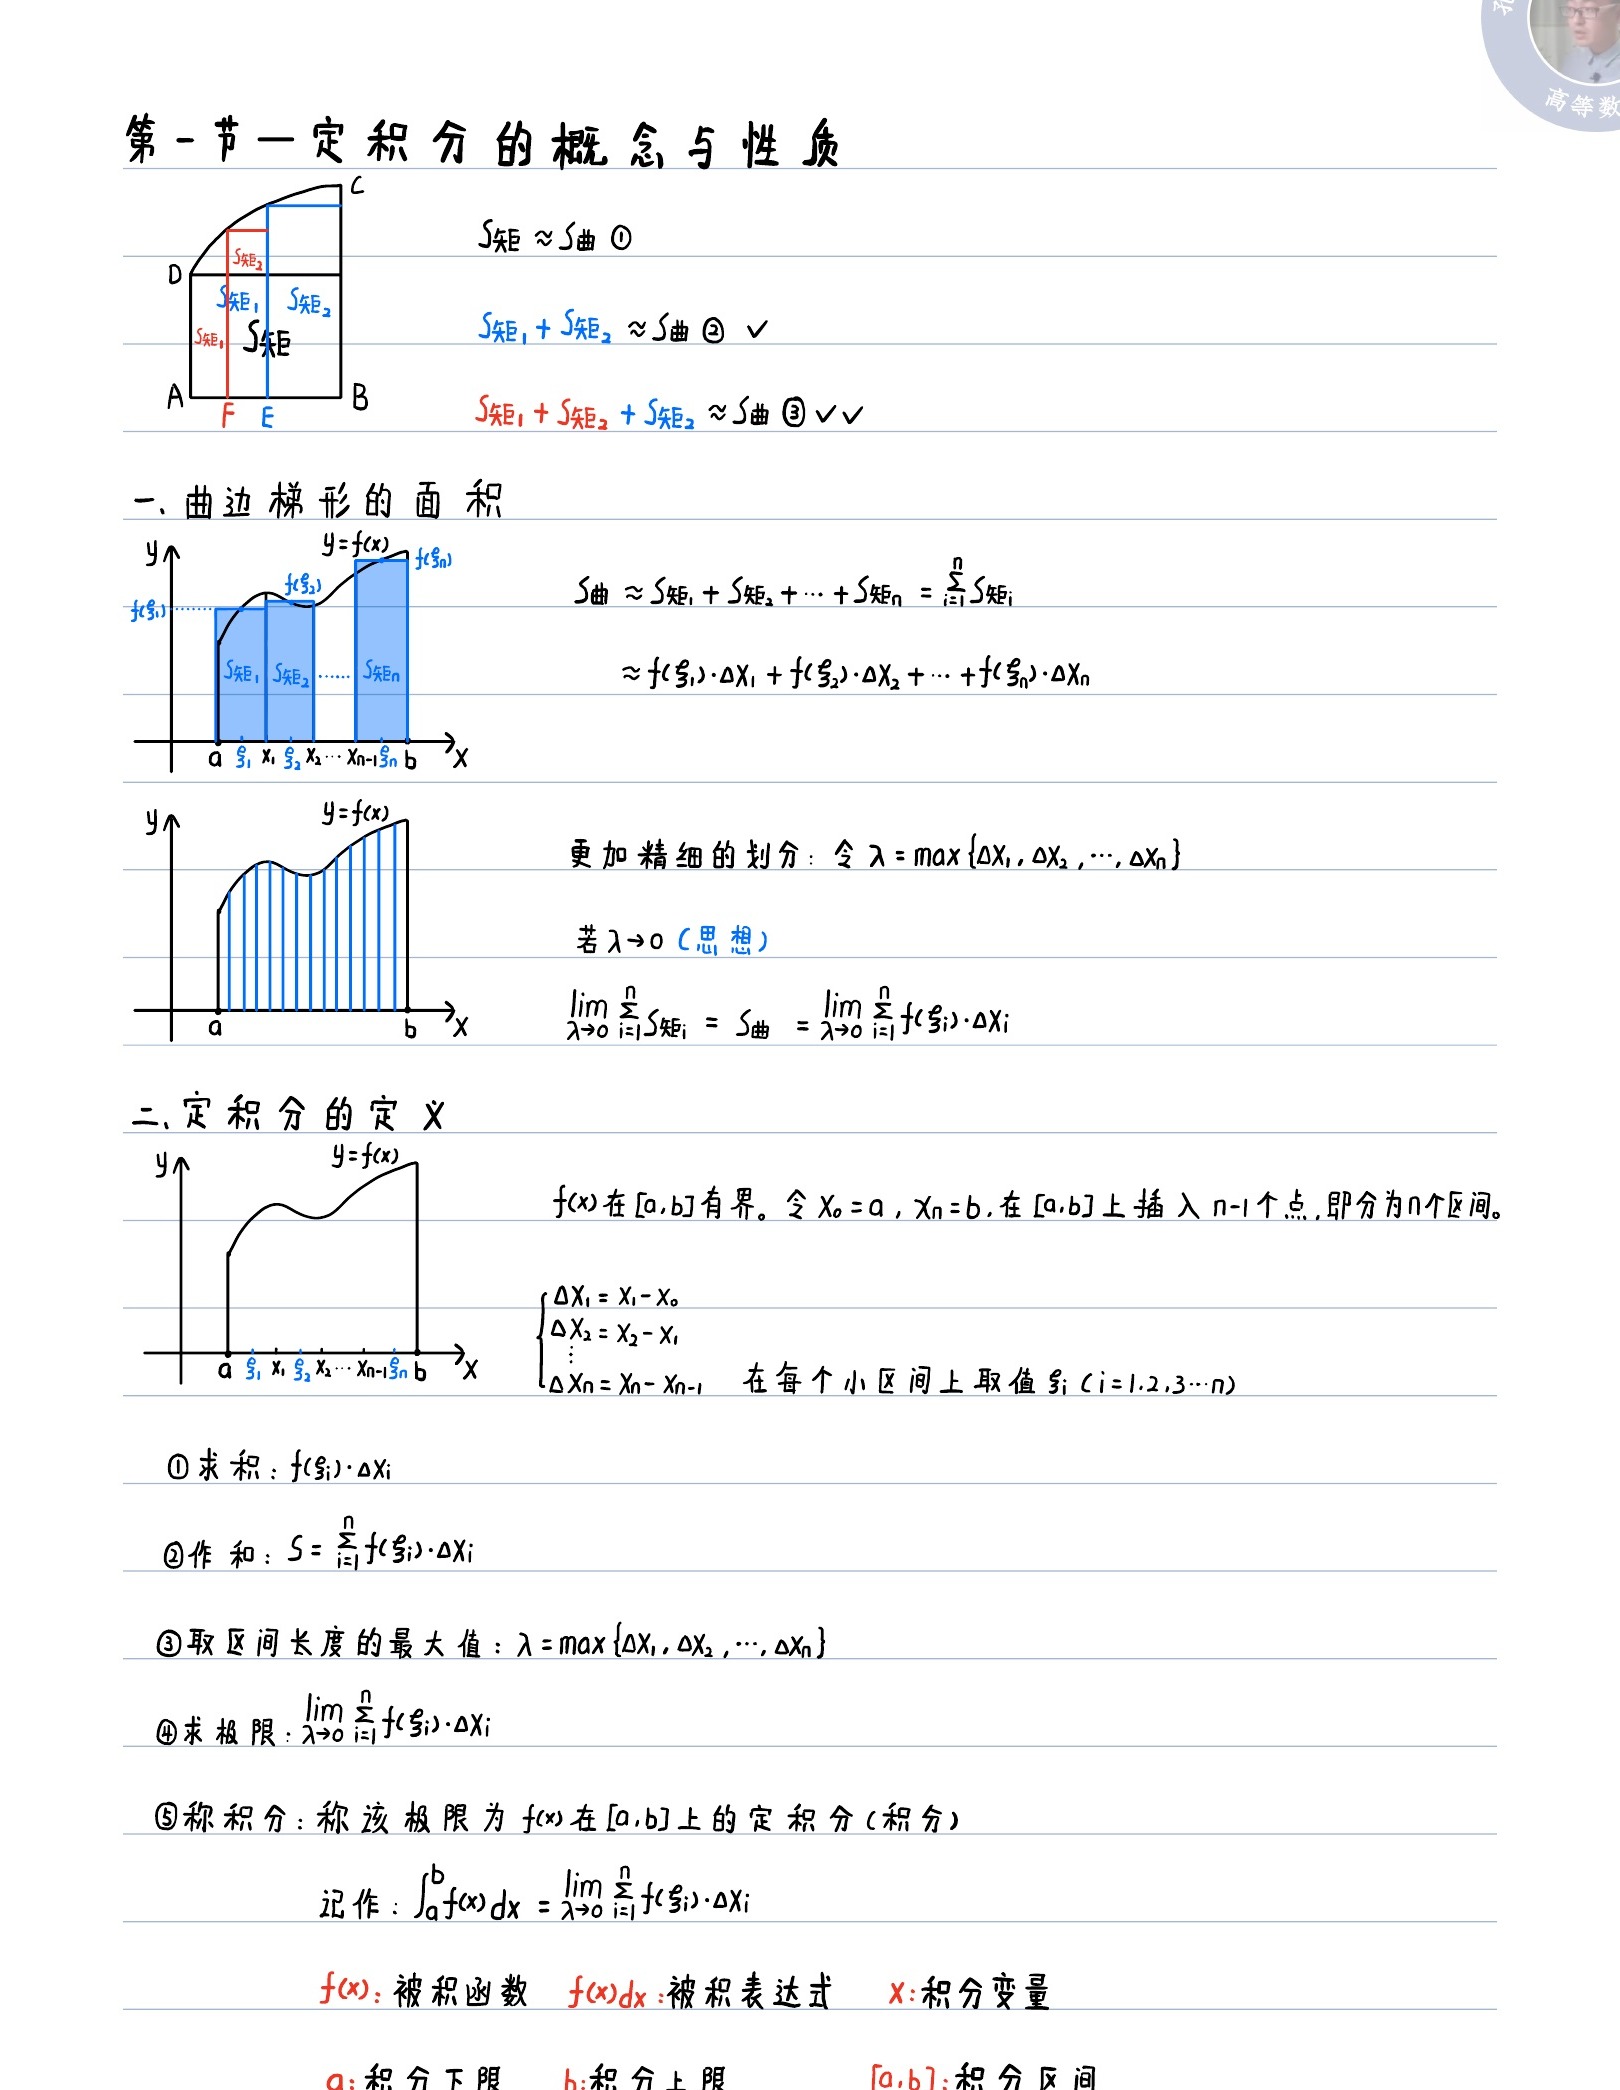 孔
高等数
第一节—定积分的概念与性质
C
D
S矩₂
S矩₁ S矩₂
S矩₁ S矩
A F E B
S矩 ≈ S曲 ①
S矩₁ + S矩₂ ≈ S曲 ② ✓
S矩₁ + S矩₂ + S矩₂ ≈ S曲 ③ ✓✓
一、曲边梯形的面积
y y=f(x) f(ξn)
f(ξ₂)
f(ξ₁)
S矩₁ S矩₂ …… S矩n
a ξ₁ x₁ ξ₂ x₂ … xn-1 ξn b x
S曲 ≈ S矩₁ + S矩₂ + … + S矩n = Σ(i=1→n) S矩i
≈ f(ξ₁)·Δx₁ + f(ξ₂)·Δx₂ + … + f(ξn)·Δxn
y y=f(x)
a b x
更加精细的划分: 令 λ = max{Δx₁, Δx₂, …, Δxn}
若 λ→0 (思想)
lim(λ→0) Σ(i=1→n) S矩i = S曲 = lim(λ→0) Σ(i=1→n) f(ξi)·Δxi
二、定积分的定义
y y=f(x)
a ξ₁ x₁ ξ₂ x₂ … xn-1 ξn b x
f(x)在[a,b]有界。令 x₀=a, xn=b.在[a,b]上插入 n-1个点,即分为n个区间。
Δx₁ = x₁ - x₀
Δx₂ = x₂ - x₁
⋮
Δxn = xn - xn-1 在每个小区间上取值 ξi (i=1.2.3…n)
①求积: f(ξi)·Δxi
②作和: S = Σ(i=1→n) f(ξi)·Δxi
③取区间长度的最大值: λ = max{Δx₁, Δx₂, …, Δxn}
④求极限: lim(λ→0) Σ(i=1→n) f(ξi)·Δxi
⑤称积分: 称该极限为 f(x)在[a,b]上的定积分(积分)
记作: ∫ₐᵇ f(x)dx = lim(λ→0) Σ(i=1→n) f(ξi)·Δxi
f(x): 被积函数 f(x)dx:被积表达式 x:积分变量
a:积分下限 b:积分上限 [a,b]:积分区间